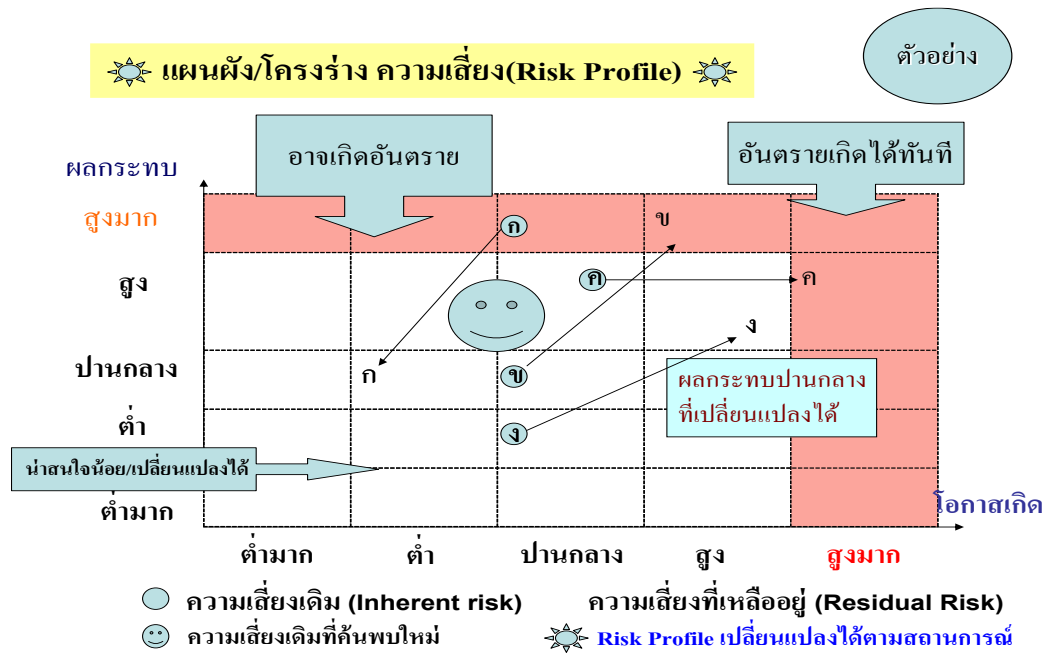 แผนผัง/โครงร่าง ความเสี่ยง(Risk Profile)
ตัวอย่าง
อาจเกิดอันตราย
อันตรายเกิดได้ทันที
ผลกระทบ
สูงมาก
ก
ข
สูง
ค
ค
ง
ปานกลาง
ก
ข
ผลกระทบปานกลาง
ที่เปลี่ยนแปลงได้
ต่ำ
ง
น่าสนใจน้อย/เปลี่ยนแปลงได้
ต่ำมาก
โอกาสเกิด
ต่ำมาก
ต่ำ
ปานกลาง
สูง
สูงมาก
ความเสี่ยงเดิม (Inherent risk)
ความเสี่ยงที่เหลืออยู่ (Residual Risk)
ความเสี่ยงเดิมที่ค้นพบใหม่
Risk Profile เปลี่ยนแปลงได้ตามสถานการณ์